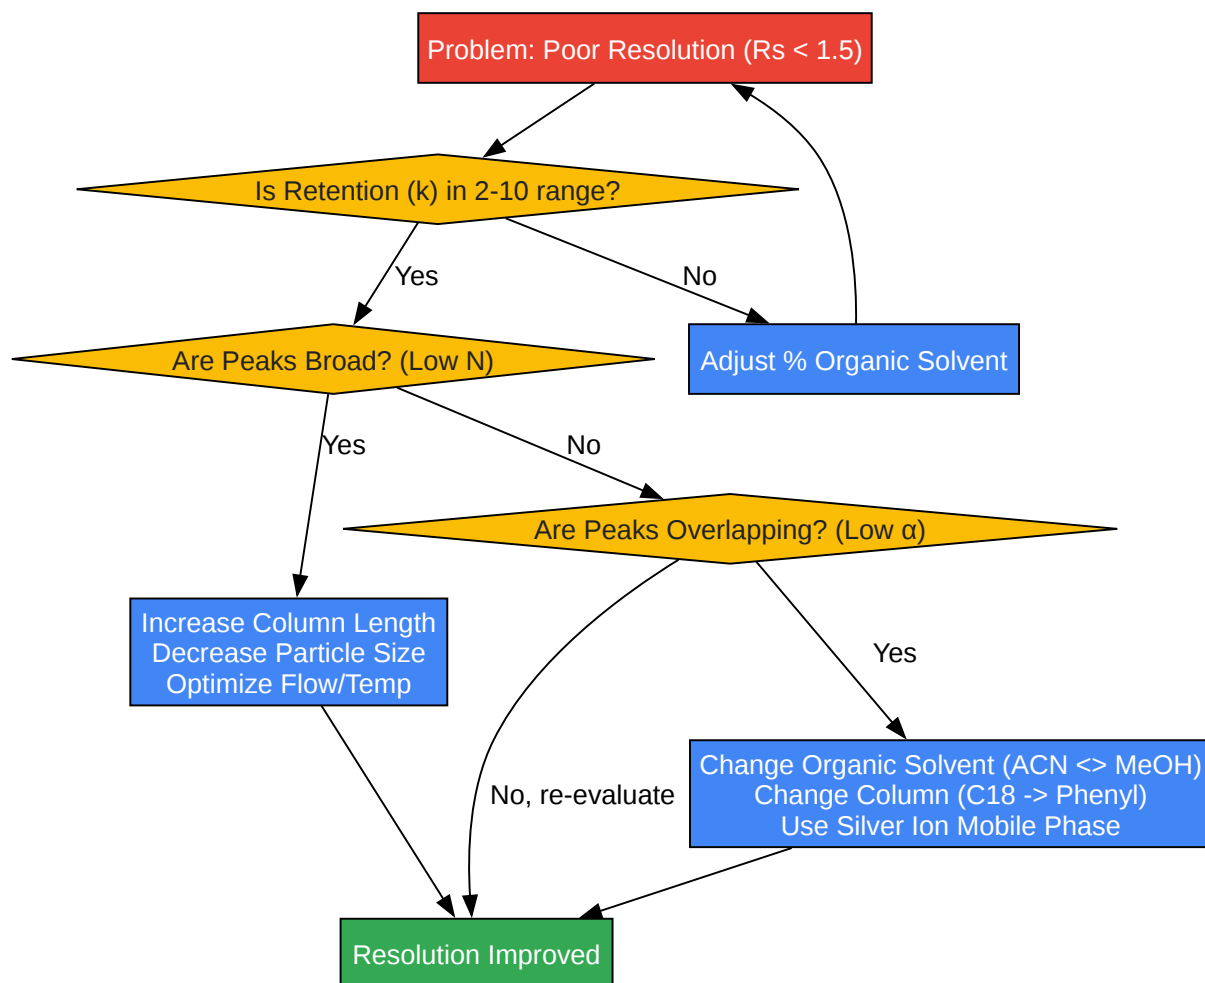 Problem: Poor Resolution (Rs < 1.5)
Is Retention (k) in 2-10 range?
Yes
No
Are Peaks Broad? (Low N)
Adjust % Organic Solvent
Yes
No
Are Peaks Overlapping? (Low α)
Increase Column Length
Decrease Particle Size
Optimize Flow/Temp
Yes
No, re-evaluate
Change Organic Solvent (ACN <> MeOH)
Change Column (C18 -> Phenyl)
Use Silver Ion Mobile Phase
Resolution Improved